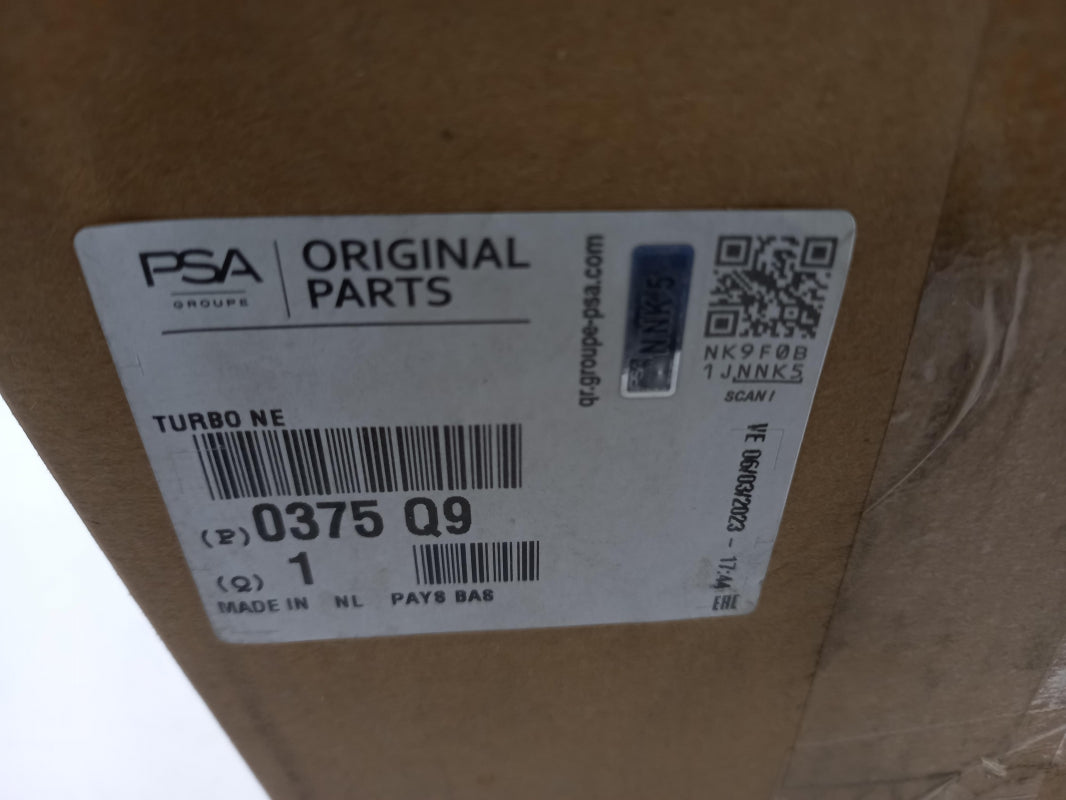 PSA
GROUPE
ORIGINAL
PARTS
qr.groupe-psa.com
NNK5
NK9F0B
1JNNK5
SCAN!
TURBO NE
(P) 0375 Q9
(Q) 1
MADE IN NL PAYS BAS
VE 06/03/2023 - 17:44